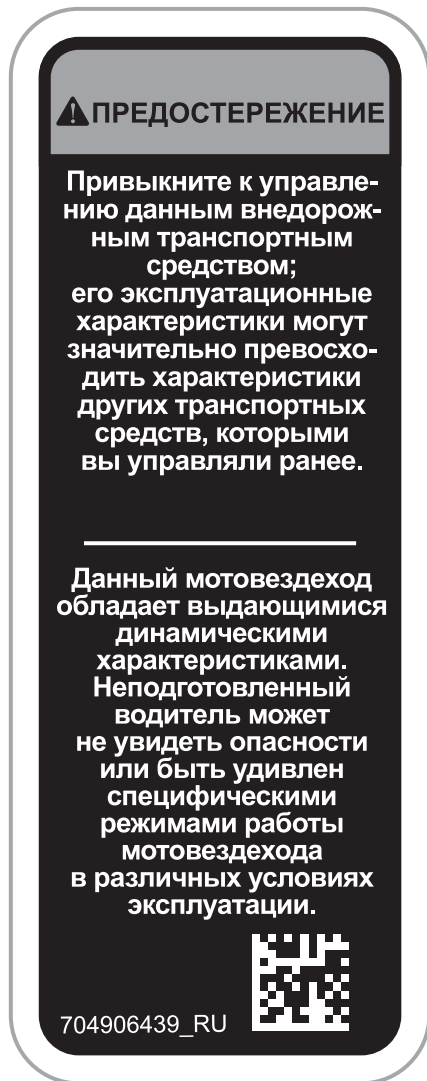 ПРЕДОСТЕРЕЖЕНИЕ
Привыкните к управле-
нию данным внедорож-
ным транспортным
средством;
его эксплуатационные
характеристики могут
значительно превосхо-
дить характеристики
других транспортных
средств, которыми
вы управляли ранее.
Данный мотовездеход
обладает выдающимися
динамическими
характеристиками.
Неподготовленный
водитель может
не увидеть опасности
или быть удивлен
специфическими
режимами работы
мотовездехода
в различных условиях
эксплуатации.
704906439_RU